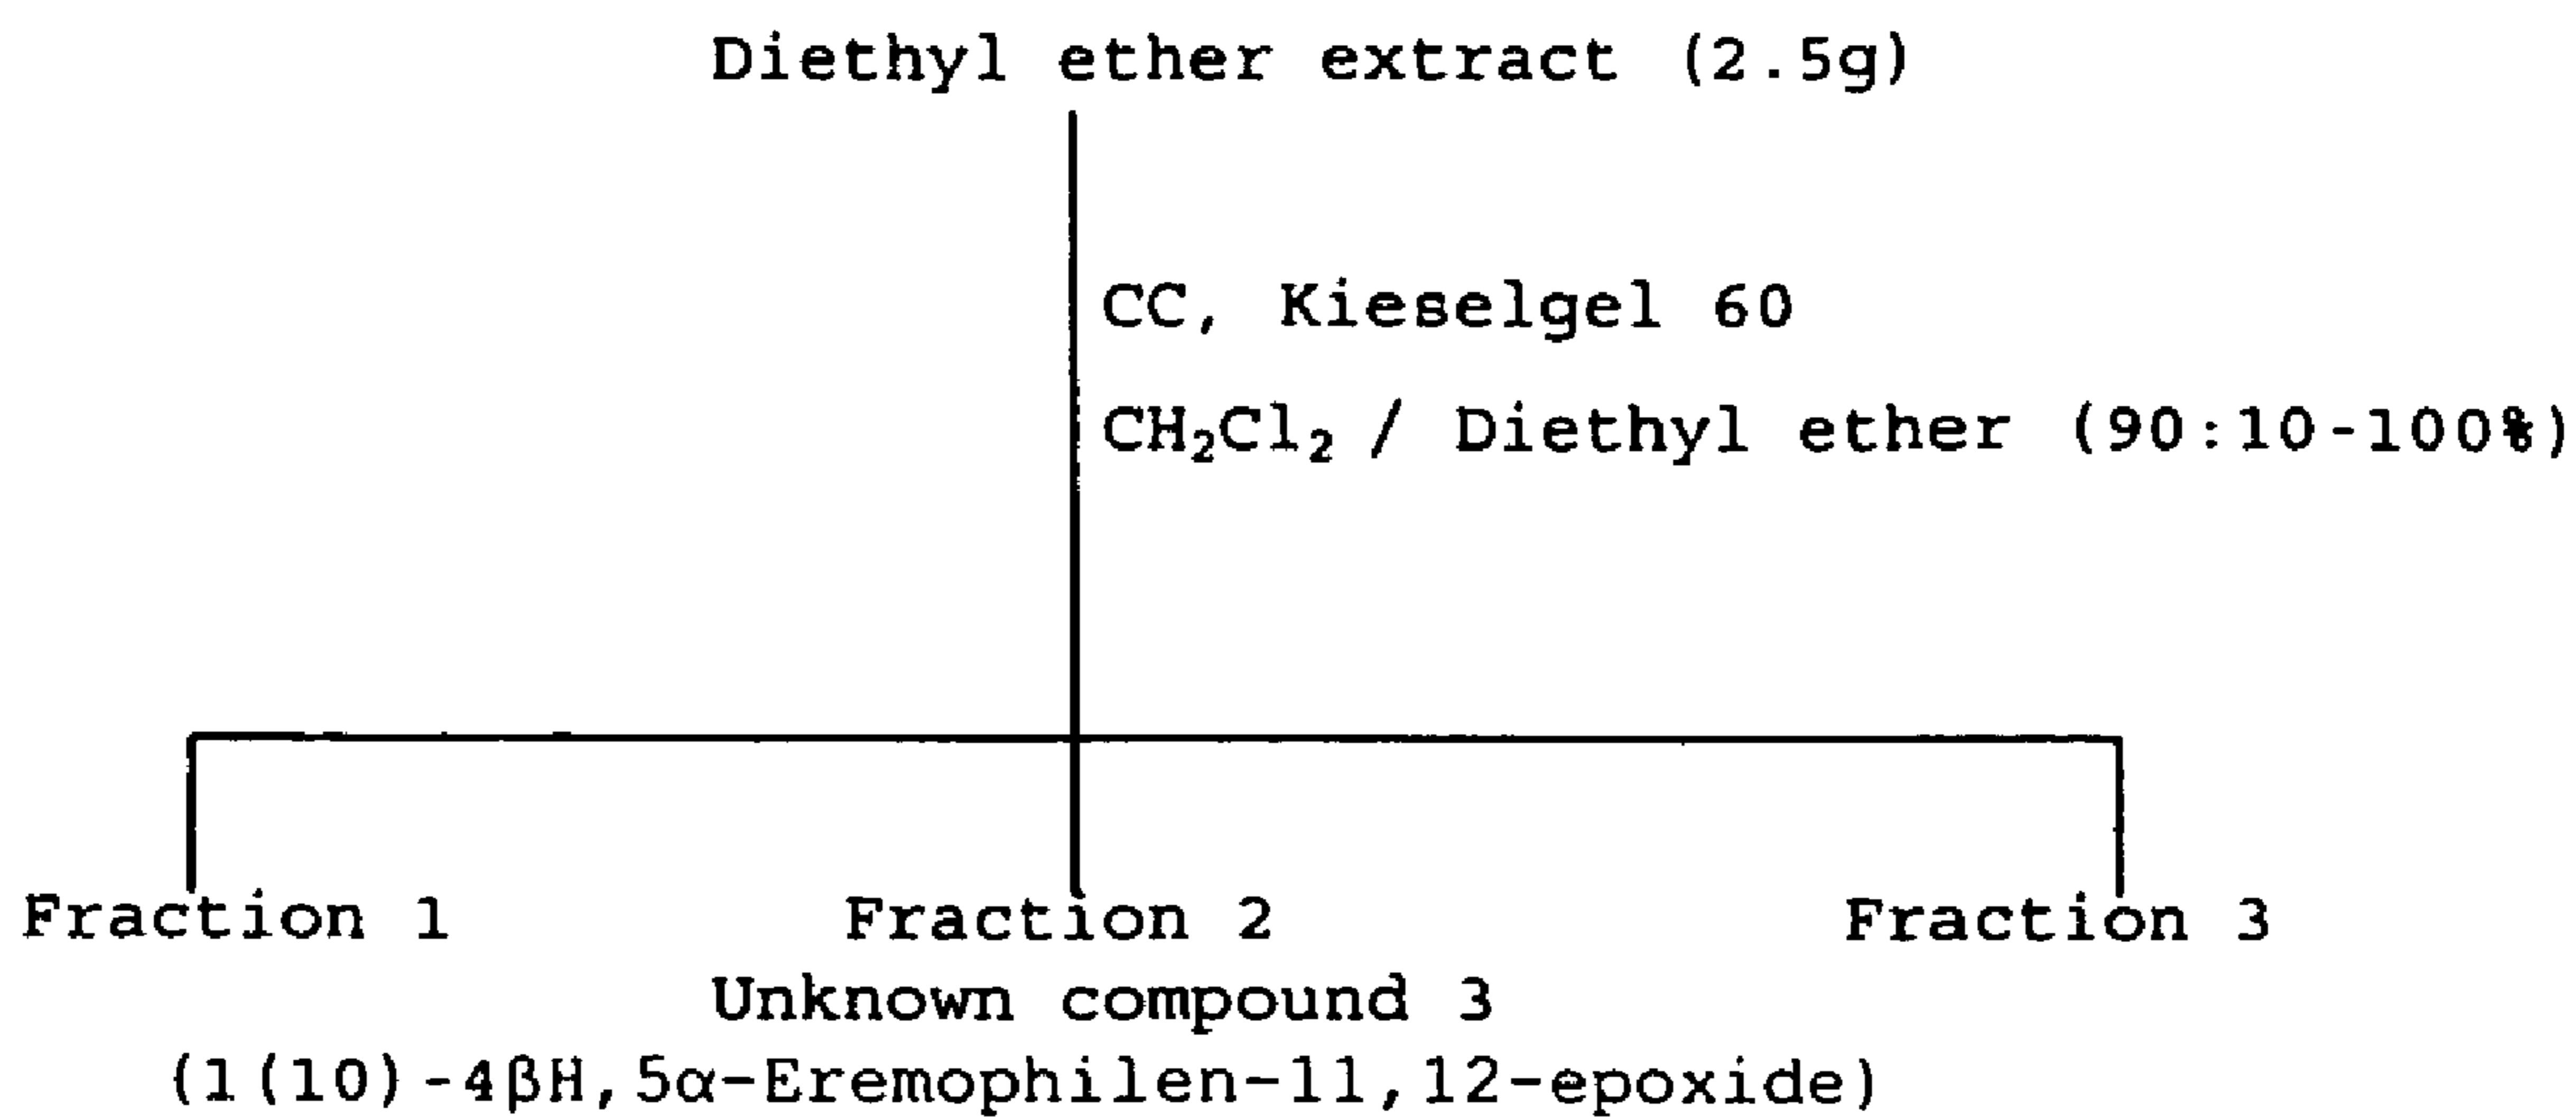 Diethyl ether extract (2.5g)
CC, Kieselgel 60
CH₂Cl₂ / Diethyl ether (90:10-100%)
Fraction 1 Fraction 2 Fraction 3
Unknown compound 3
(1(10)-4βH,5α-Eremophilen-11,12-epoxide)